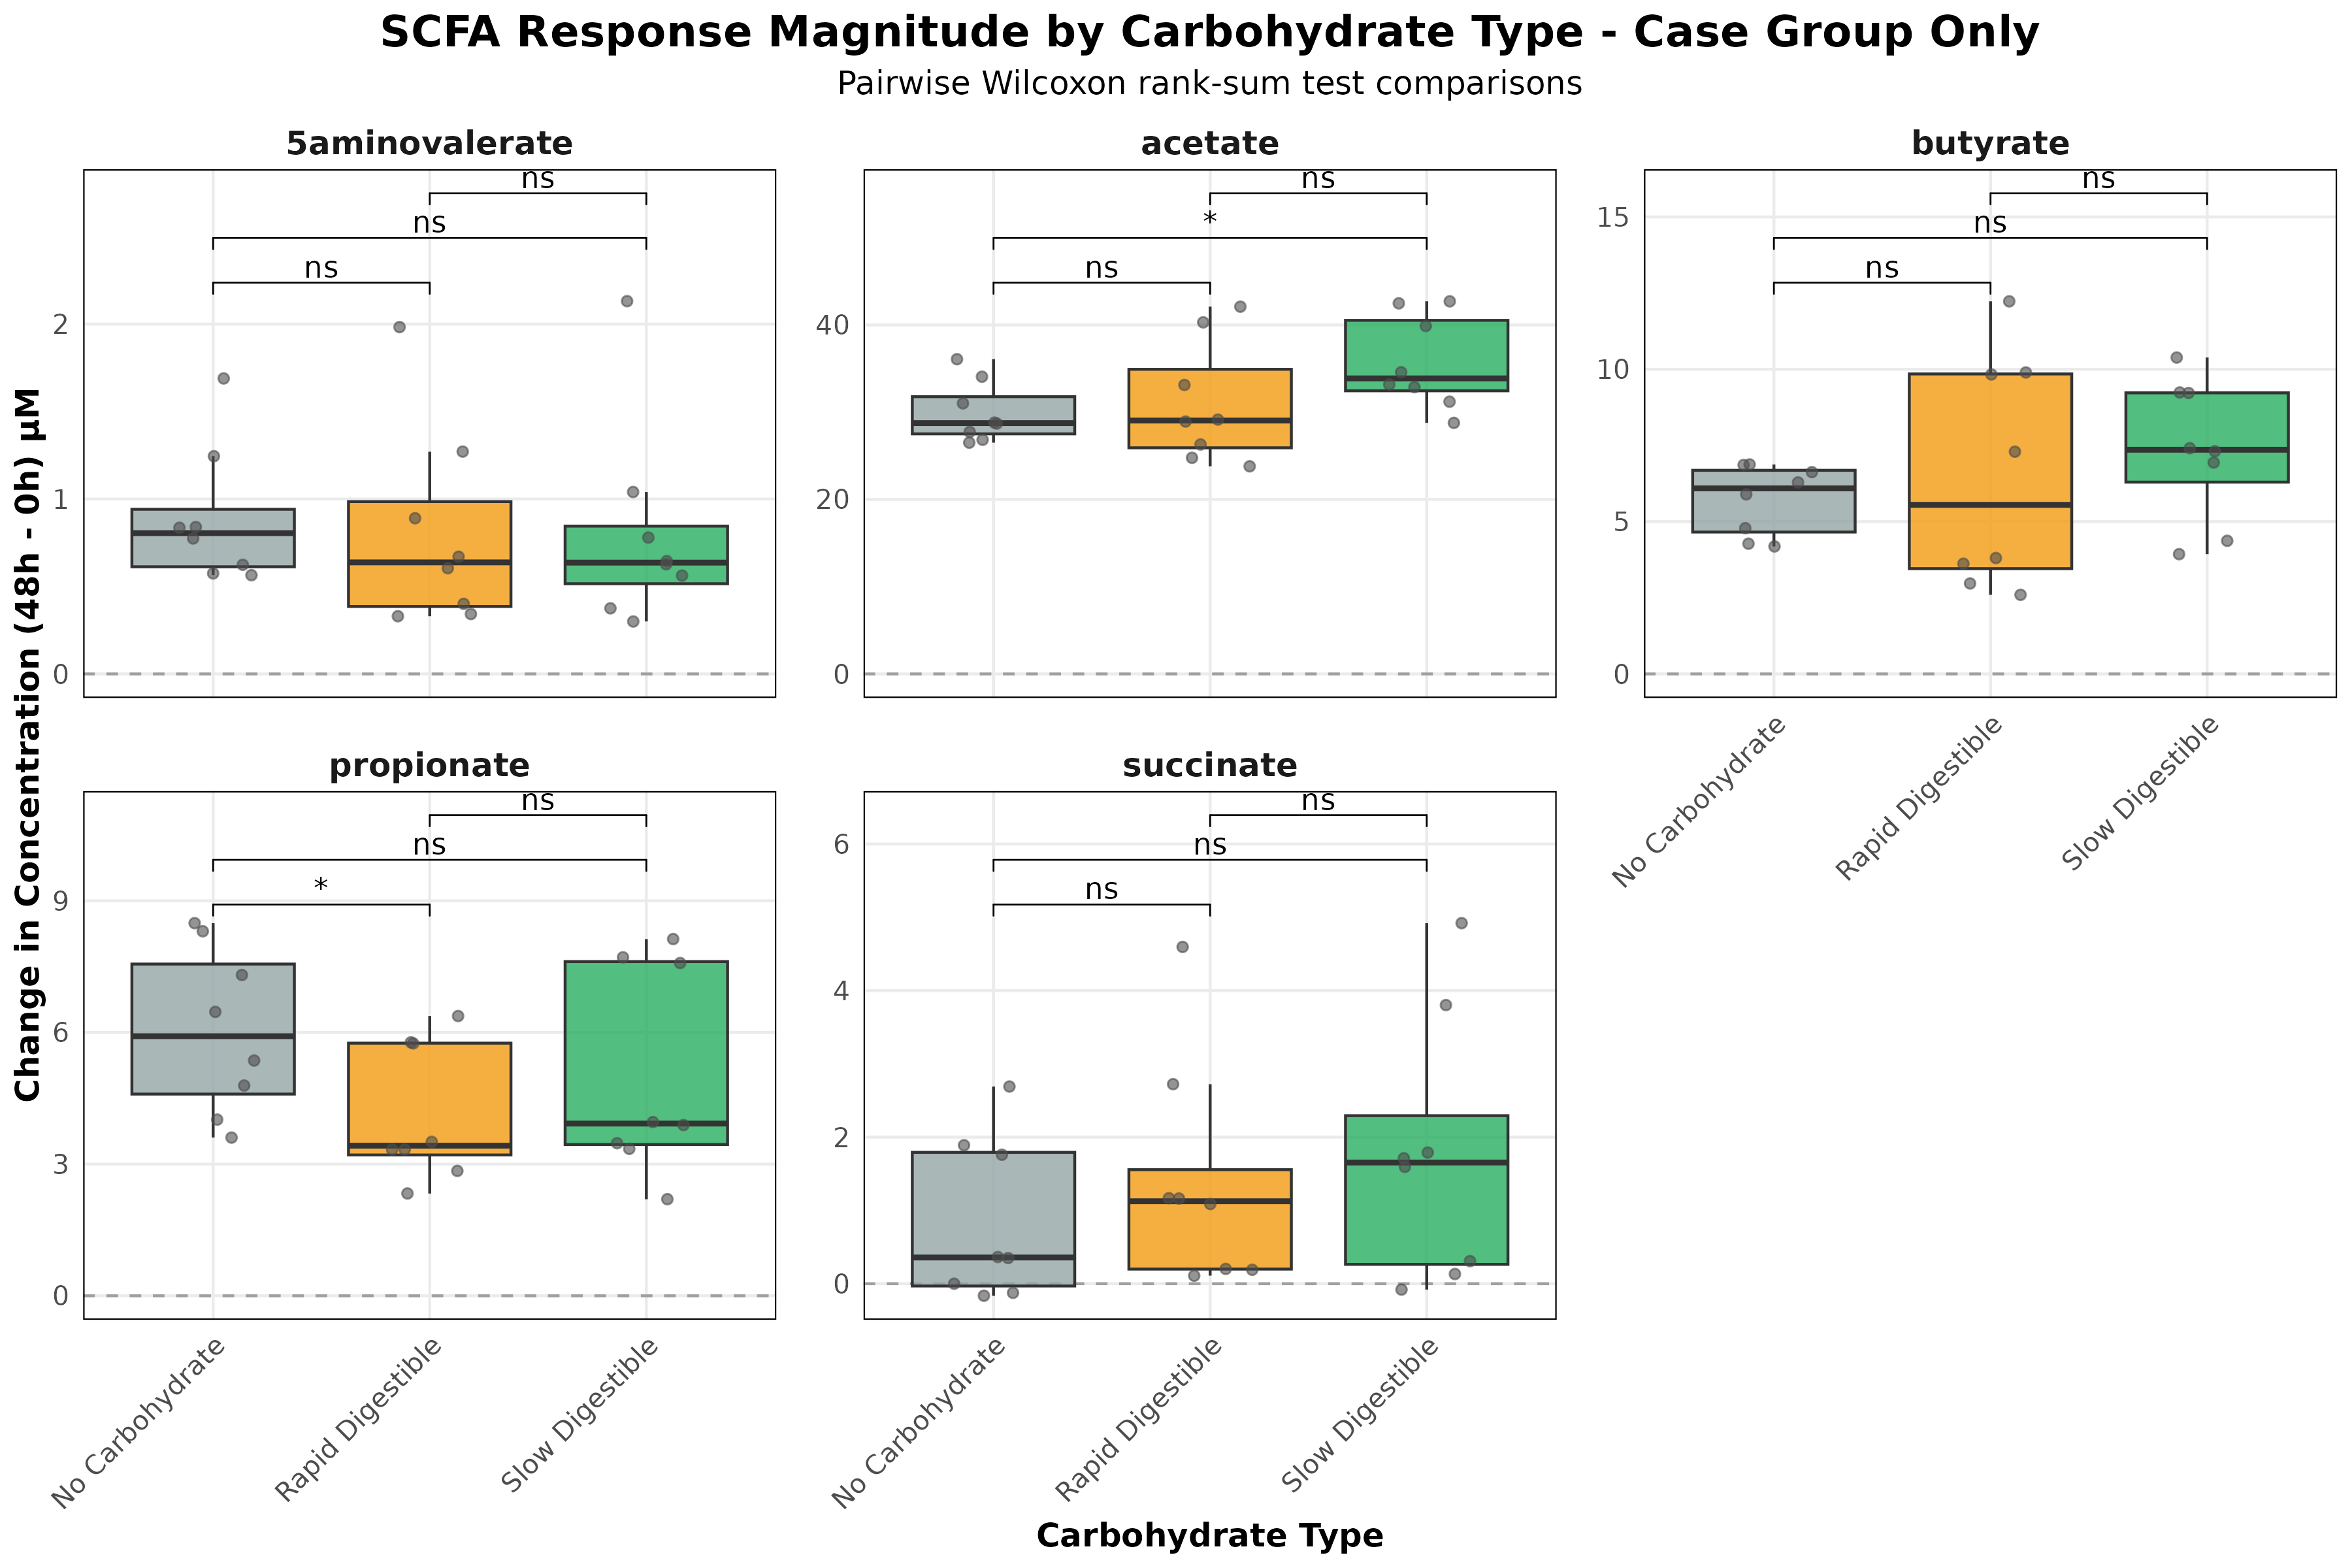 SCFA Response Magnitude by Carbohydrate Type - Case Group Only
Pairwise Wilcoxon rank-sum test comparisons
Change in Concentration (48h - 0h) µM
5aminovalerate
ns
ns
ns
2
1
0
acetate
ns
*
ns
40
20
0
butyrate
ns
ns
ns
15
10
5
0
No Carbohydrate
Rapid Digestible
Slow Digestible
propionate
ns
ns
*
9
6
3
0
No Carbohydrate
Rapid Digestible
Slow Digestible
succinate
ns
ns
ns
6
4
2
0
No Carbohydrate
Rapid Digestible
Slow Digestible
Carbohydrate Type